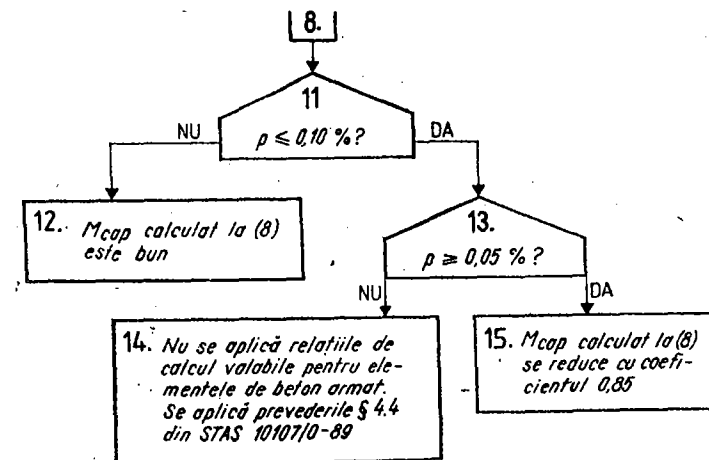 8.
11
p ≤ 0,10 % ?
NU
DA
12. Mcap calculat la (8)
este bun
13.
p ≥ 0,05 % ?
NU
DA
14. Nu se aplică relațiile de
calcul valabile pentru ele-
mentele de beton armat.
Se aplică prevederile § 4.4
din STAS 10107/0-89
15. Mcap calculat la (8)
se reduce cu coefi-
cientul 0,85